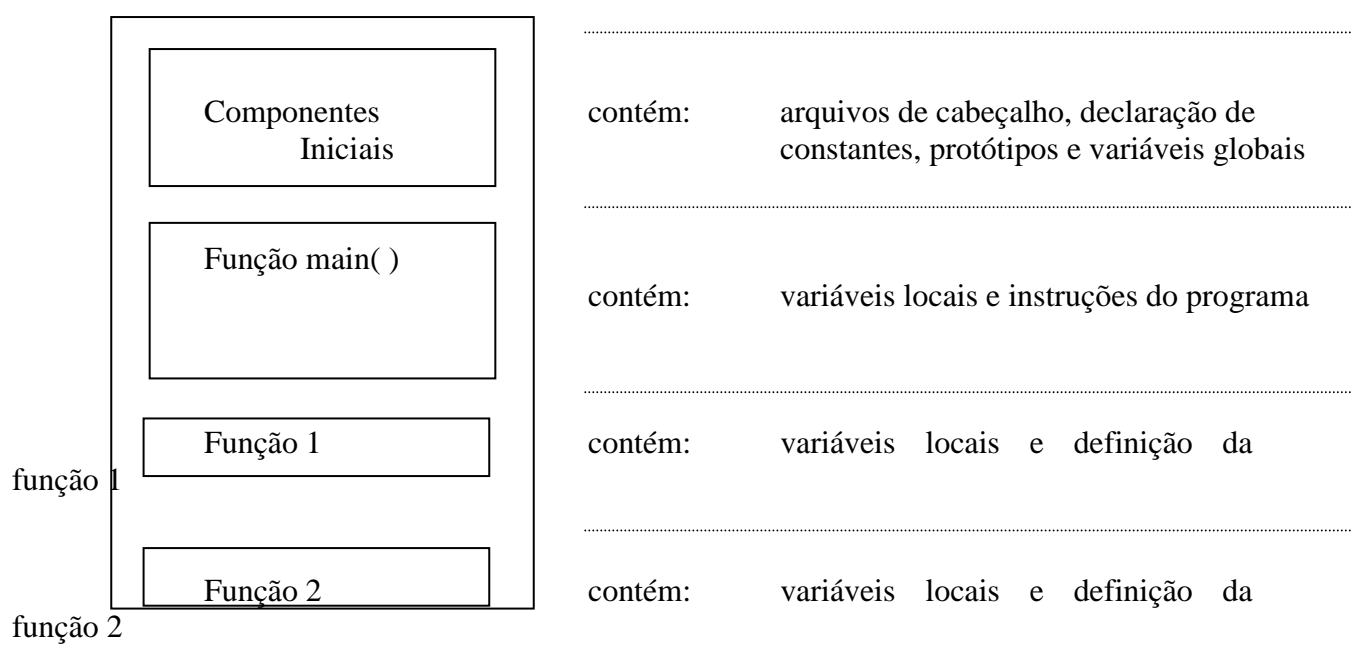 Componentes contém: arquivos de cabeçalho, declaração de
Iniciais constantes, protótipos e variáveis globais
Função main( )
contém: variáveis locais e instruções do programa
Função 1 contém: variáveis locais e definição da
função 1
Função 2 contém: variáveis locais e definição da
função 2